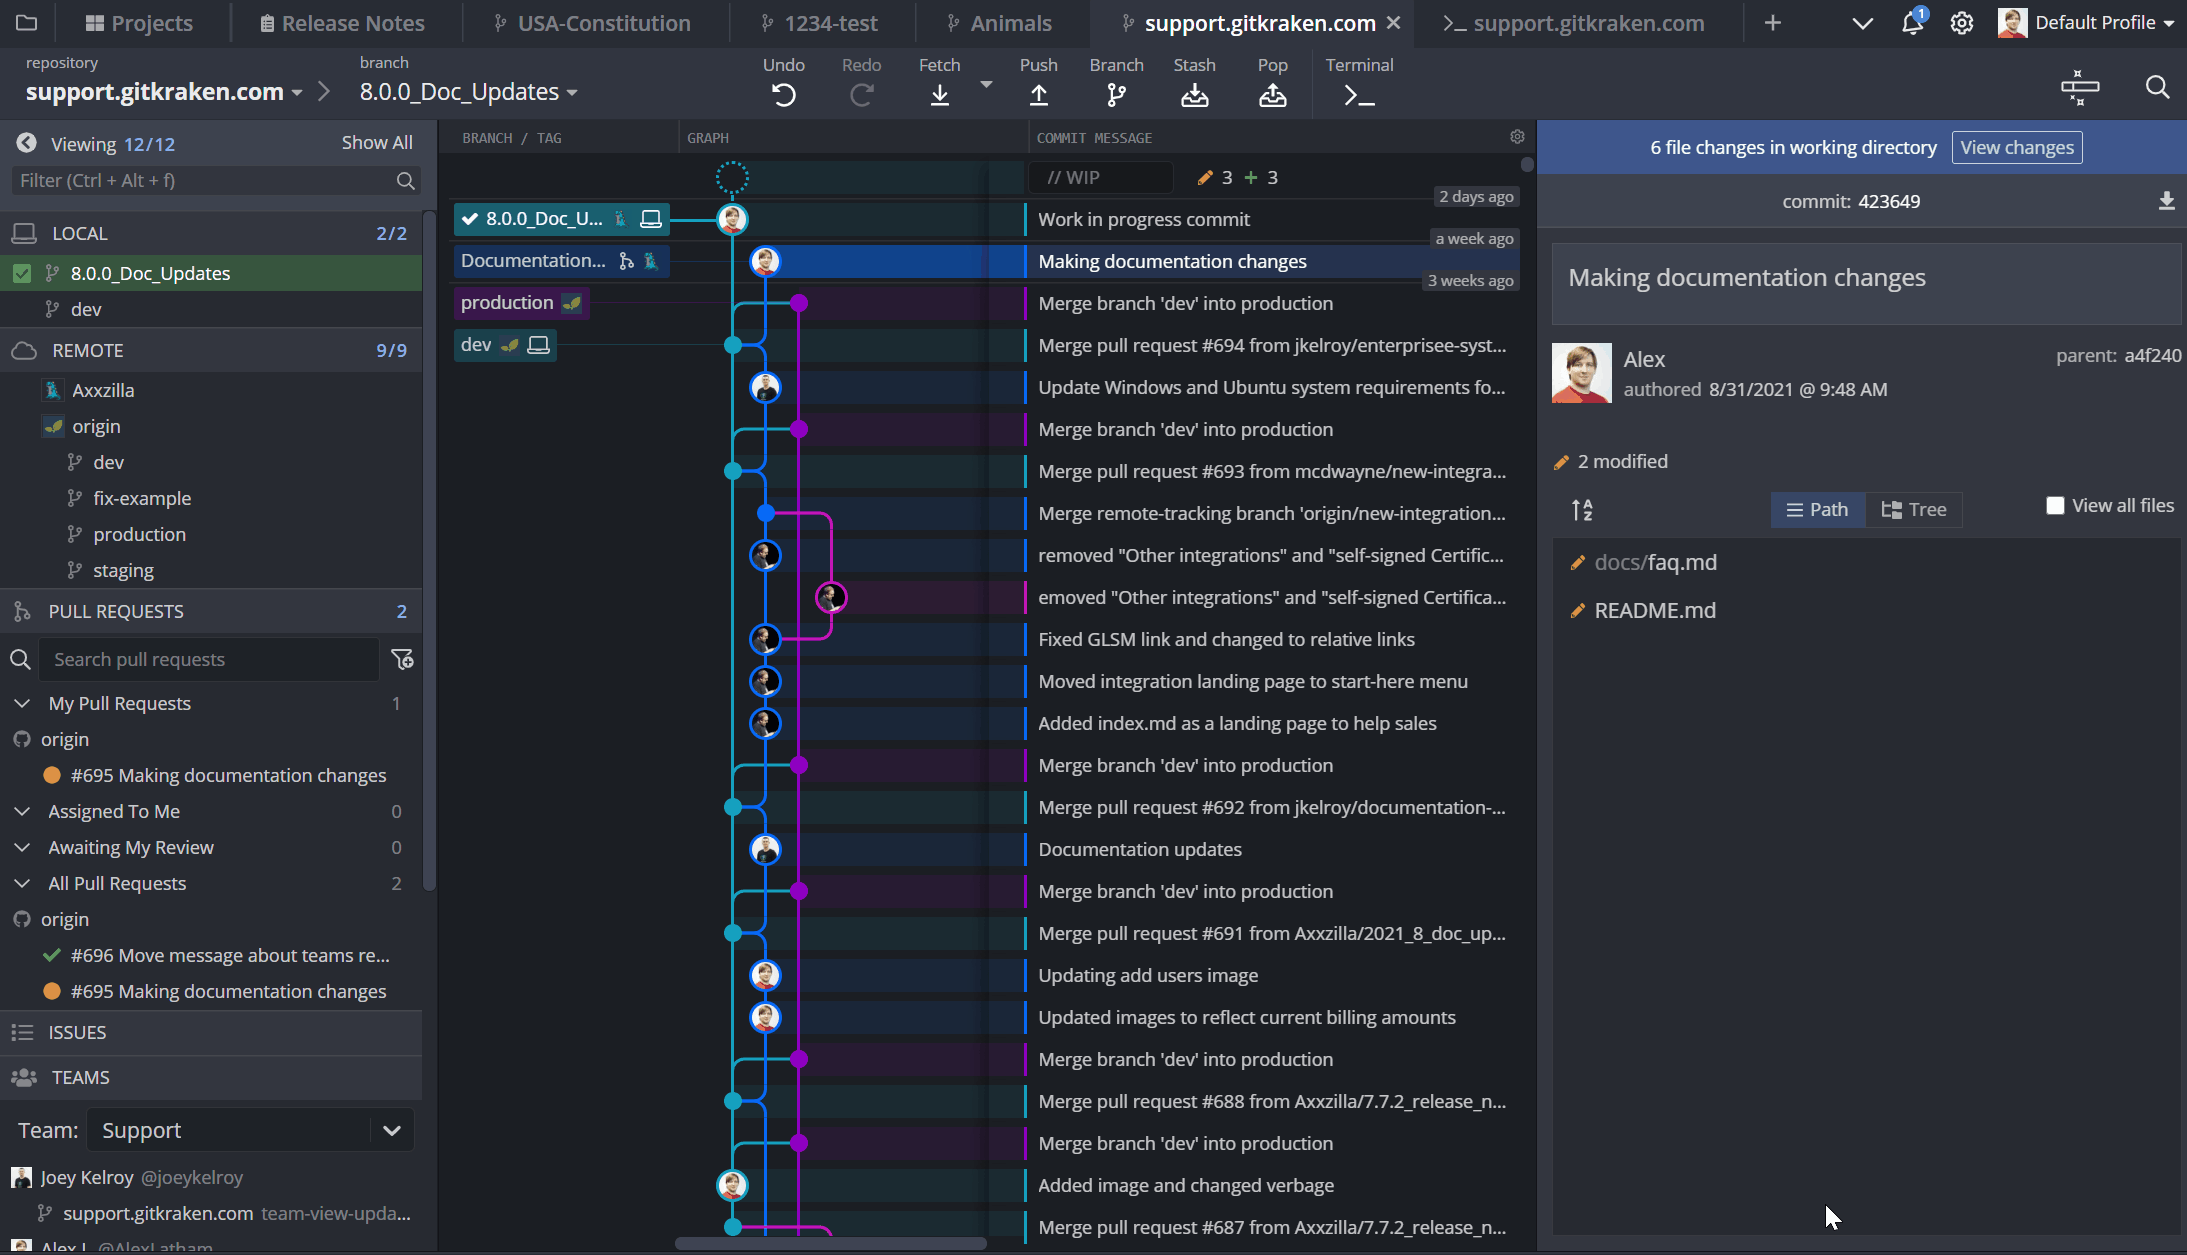 Projects
Release Notes
USA-Constitution
1234-test
Animals
support.gitkraken.com
support.gitkraken.com
1
Default Profile
repository
support.gitkraken.com
branch
8.0.0_Doc_Updates
Undo
Redo
Fetch
Push
Branch
Stash
Pop
Terminal
Viewing 12/12
Show All
Filter (Ctrl + Alt + f)
LOCAL 2/2
8.0.0_Doc_Updates
dev
REMOTE 9/9
Axxzilla
origin
dev
fix-example
production
staging
PULL REQUESTS 2
Search pull requests
My Pull Requests 1
origin
#695 Making documentation changes
Assigned To Me 0
Awaiting My Review 0
All Pull Requests 2
origin
#696 Move message about teams re...
#695 Making documentation changes
ISSUES
TEAMS
Team: Support
Joey Kelroy @joeykelroy
support.gitkraken.com team-view-upda...
Alex L @AlexLatham
BRANCH / TAG
GRAPH
COMMIT MESSAGE
// WIP 3 + 3
2 days ago
8.0.0_Doc_U... Work in progress commit
a week ago
Documentation... Making documentation changes
3 weeks ago
production Merge branch 'dev' into production
dev Merge pull request #694 from jkelroy/enterprisee-syst...
Update Windows and Ubuntu system requirements fo...
Merge branch 'dev' into production
Merge pull request #693 from mcdwayne/new-integra...
Merge remote-tracking branch 'origin/new-integration...
removed "Other integrations" and "self-signed Certific...
emoved "Other integrations" and "self-signed Certifica...
Fixed GLSM link and changed to relative links
Moved integration landing page to start-here menu
Added index.md as a landing page to help sales
Merge branch 'dev' into production
Merge pull request #692 from jkelroy/documentation-...
Documentation updates
Merge branch 'dev' into production
Merge pull request #691 from Axxzilla/2021_8_doc_up...
Updating add users image
Updated images to reflect current billing amounts
Merge branch 'dev' into production
Merge pull request #688 from Axxzilla/7.7.2_release_n...
Merge branch 'dev' into production
Added image and changed verbage
Merge pull request #687 from Axxzilla/7.7.2_release_n...
6 file changes in working directory
View changes
commit: 423649
Making documentation changes
Alex
authored 8/31/2021 @ 9:48 AM
parent: a4f240
2 modified
Path
Tree
View all files
docs/faq.md
README.md